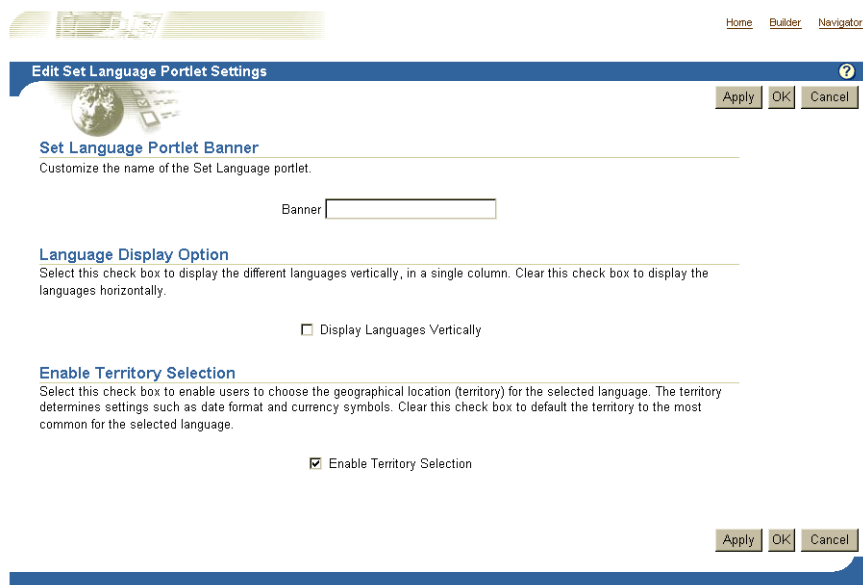 Home Builder Navigator
Edit Set Language Portlet Settings
?
Apply OK Cancel
Set Language Portlet Banner
Customize the name of the Set Language portlet.
Banner
Language Display Option
Select this check box to display the different languages vertically, in a single column. Clear this check box to display the
languages horizontally.
Display Languages Vertically
Enable Territory Selection
Select this check box to enable users to choose the geographical location (territory) for the selected language. The territory
determines settings such as date format and currency symbols. Clear this check box to default the territory to the most
common for the selected language.
Enable Territory Selection
Apply OK Cancel